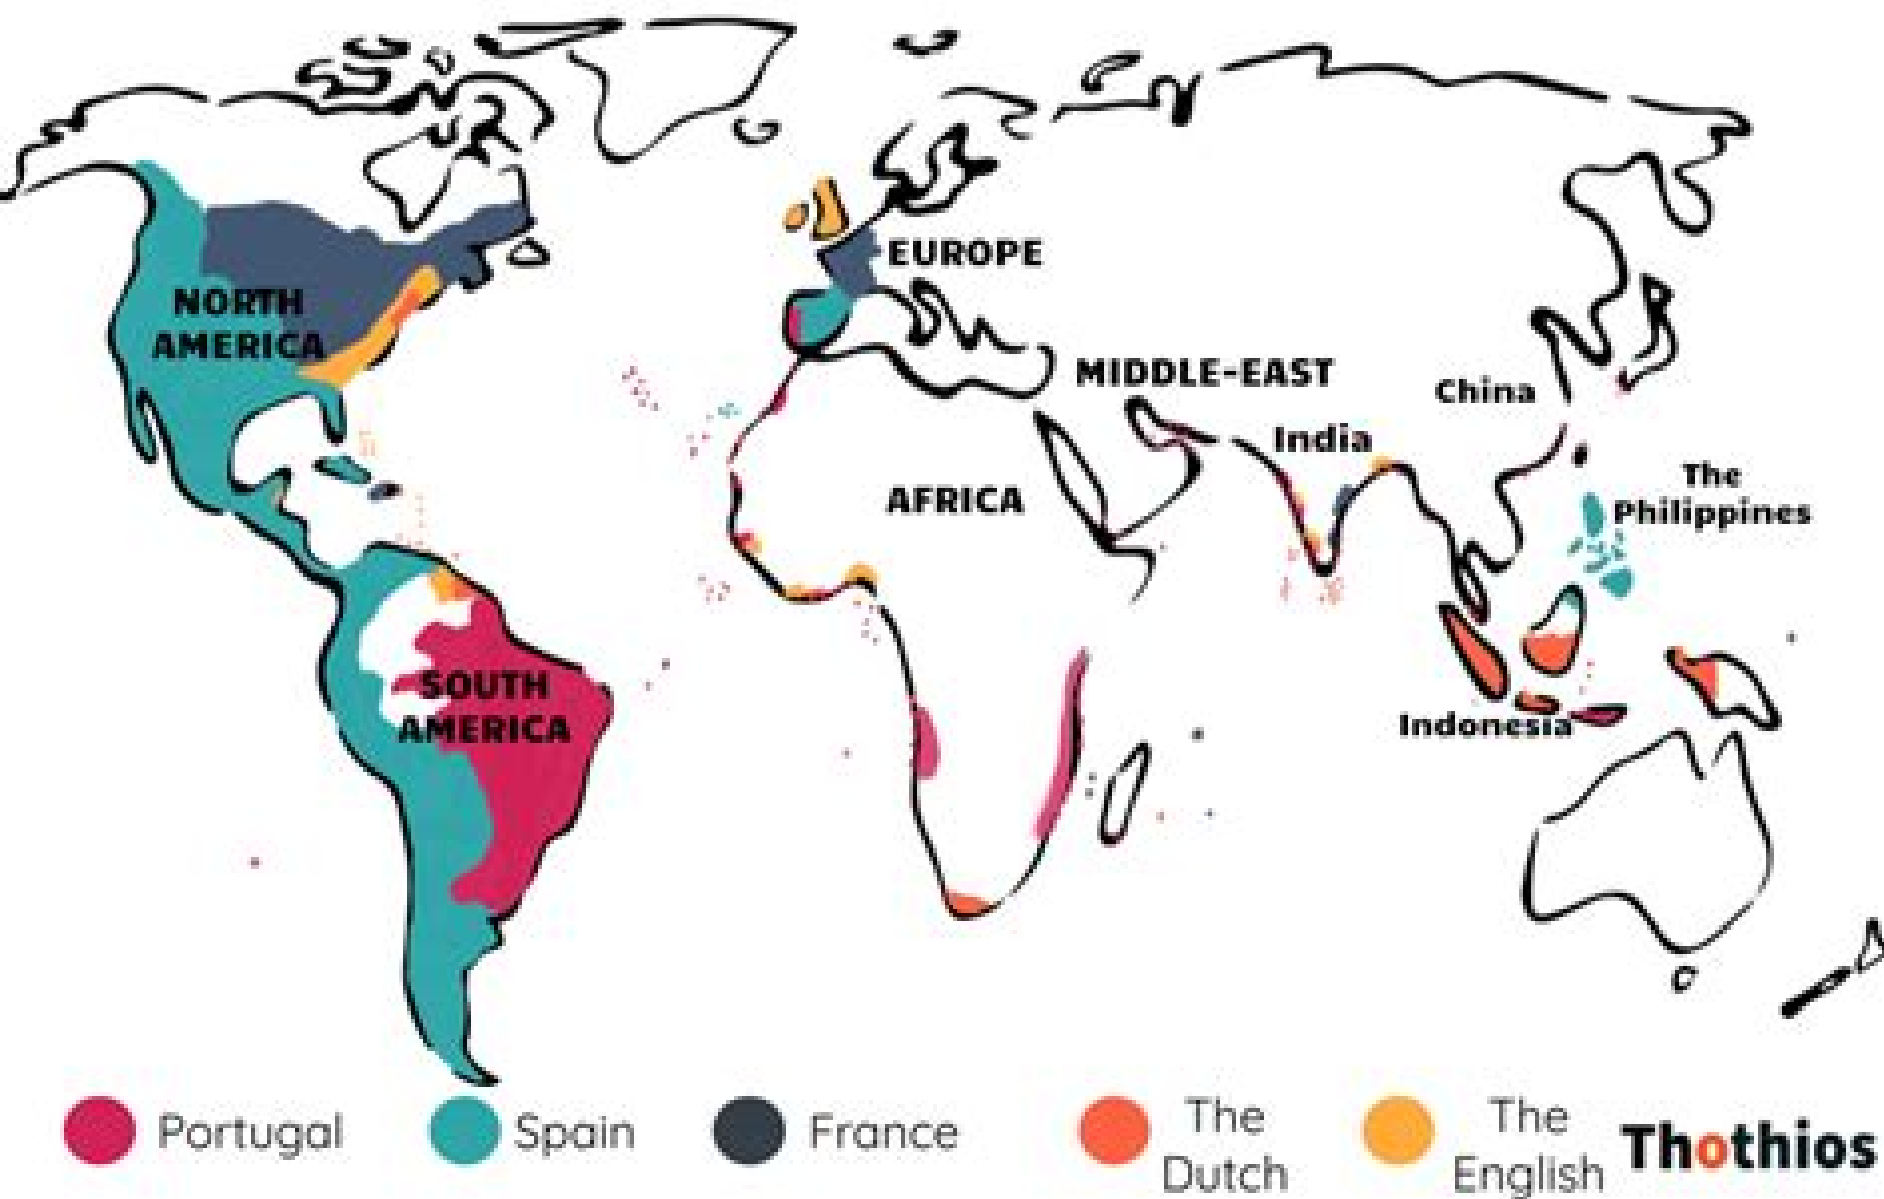 EUROPE
NORTH
AMERICA
MIDDLE-EAST
China
India
The
Philippines
AFRICA
SOUTH
AMERICA
Indonesia
Portugal
Spain
France
The
Dutch
The
English
Thothios